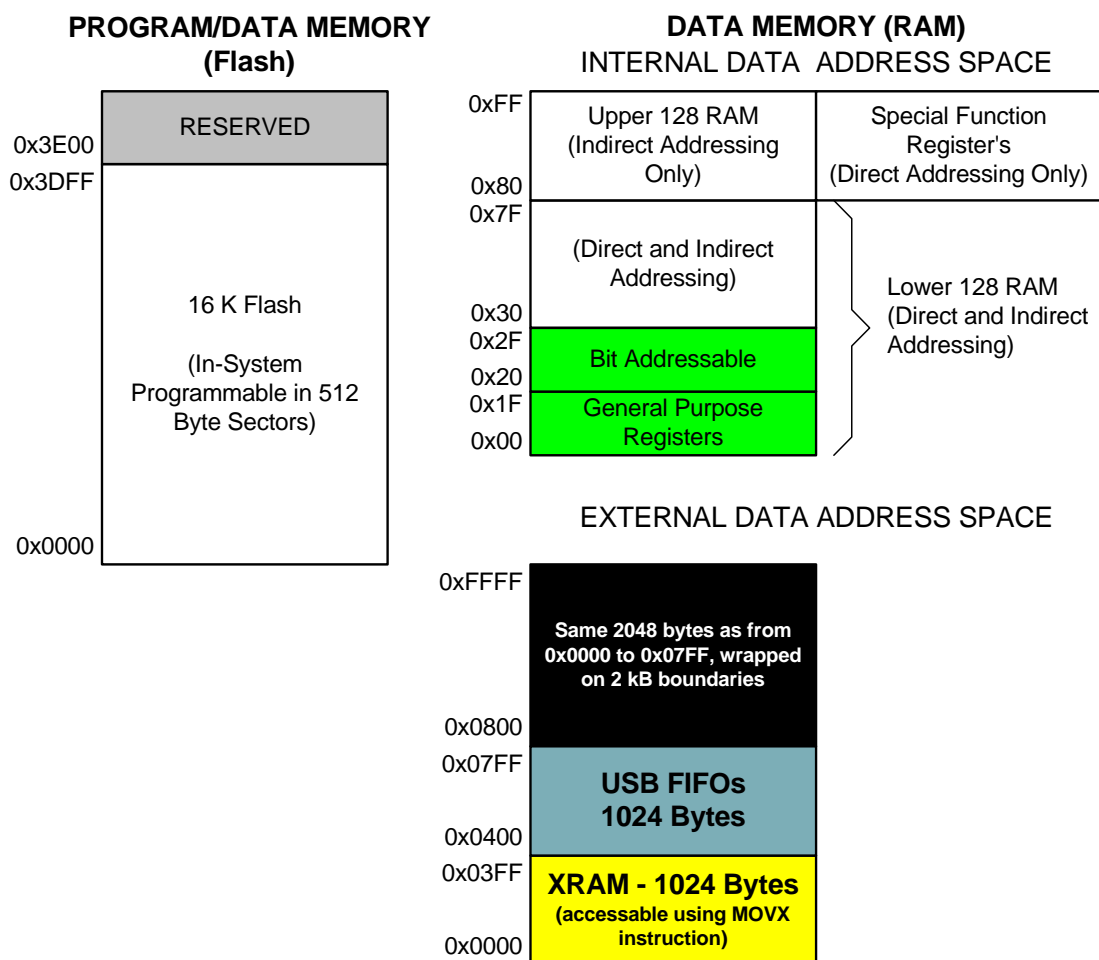 PROGRAM/DATA MEMORY
(Flash)
RESERVED
0x3E00
0x3DFF
16 K Flash
(In-System
Programmable in 512
Byte Sectors)
0x0000
DATA MEMORY (RAM)
INTERNAL DATA ADDRESS SPACE
0xFF
Upper 128 RAM
(Indirect Addressing
Only)
0x80
Special Function
Register's
(Direct Addressing Only)
0x7F
(Direct and Indirect
Addressing)
0x30
0x2F
Bit Addressable
0x20
0x1F
General Purpose
Registers
0x00
Lower 128 RAM
(Direct and Indirect
Addressing)
EXTERNAL DATA ADDRESS SPACE
0xFFFF
Same 2048 bytes as from
0x0000 to 0x07FF, wrapped
on 2 kB boundaries
0x0800
0x07FF
USB FIFOs
1024 Bytes
0x0400
0x03FF
XRAM - 1024 Bytes
(accessable using MOVX
instruction)
0x0000